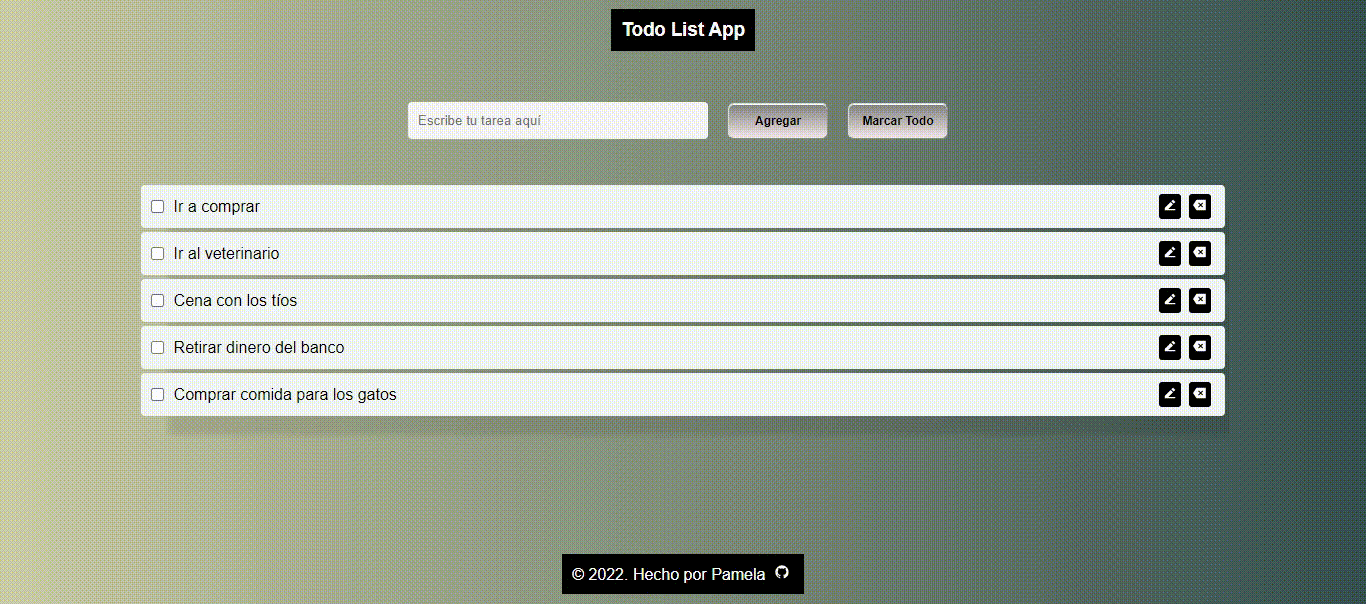 Todo List App
Escribe tu tarea aquí
Agregar
Marcar Todo
Ir a comprar
Ir al veterinario
Cena con los tíos
Retirar dinero del banco
Comprar comida para los gatos
© 2022. Hecho por Pamela